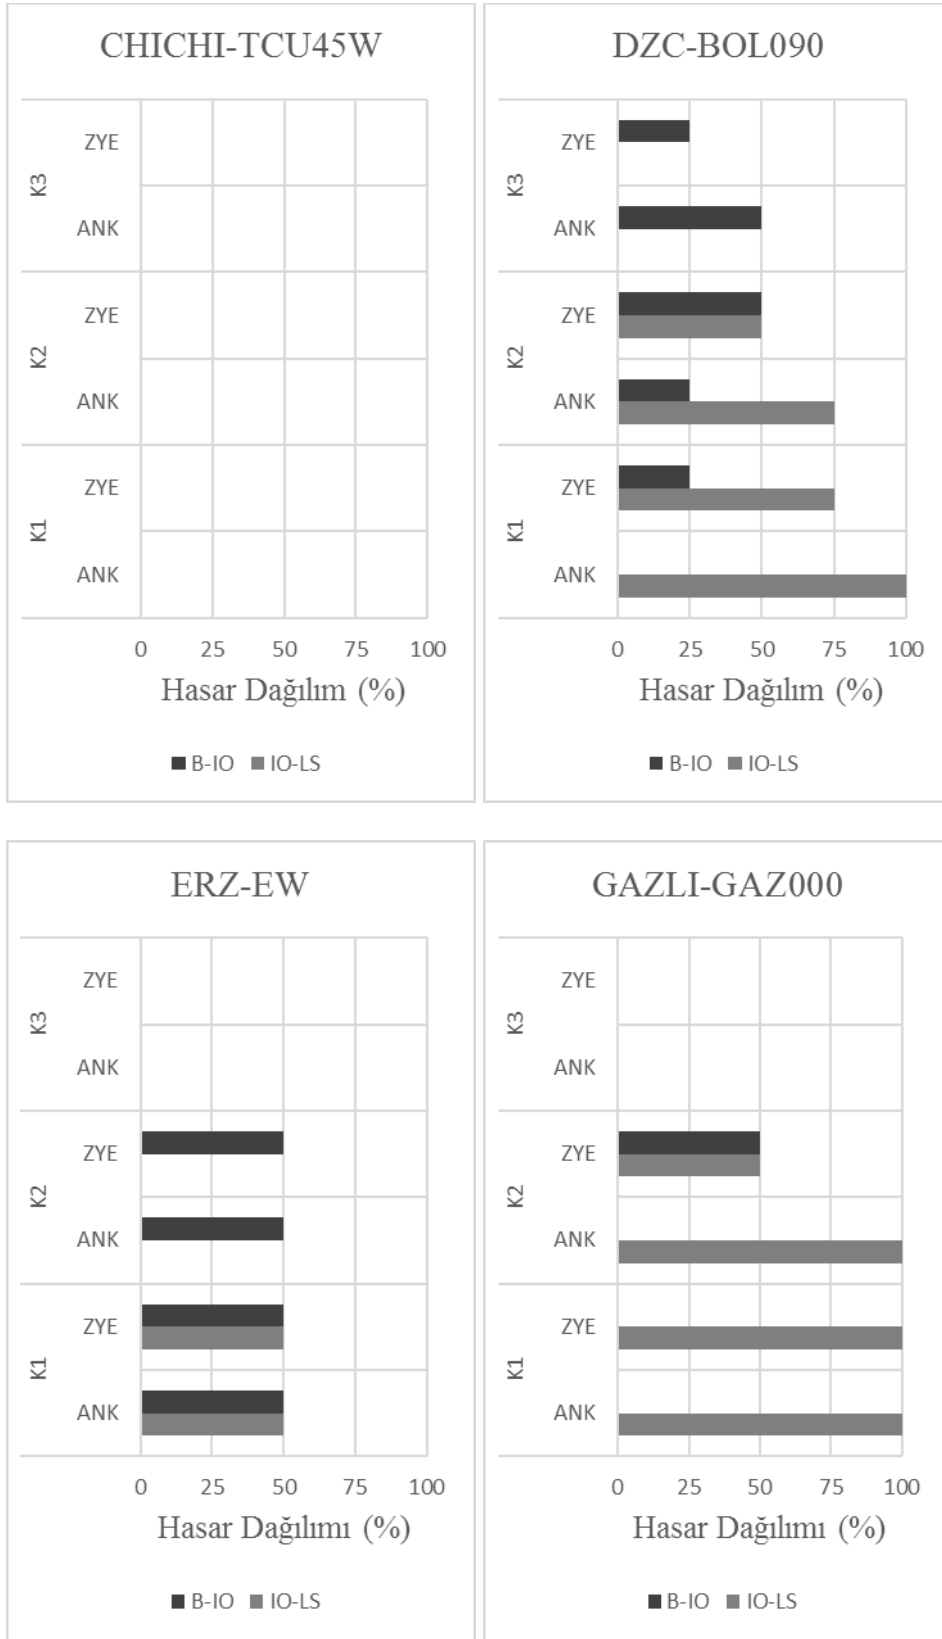 CHICHI-TCU45W
K3
ZYE
ANK
K2
ZYE
ANK
K1
ZYE
ANK
0 25 50 75 100
Hasar Dağılım (%)
B-IO IO-LS
DZC-BOL090
K3
ZYE
ANK
K2
ZYE
ANK
K1
ZYE
ANK
0 25 50 75 100
Hasar Dağılım (%)
B-IO IO-LS
ERZ-EW
K3
ZYE
ANK
K2
ZYE
ANK
K1
ZYE
ANK
0 25 50 75 100
Hasar Dağılımı (%)
B-IO IO-LS
GAZLI-GAZ000
K3
ZYE
ANK
K2
ZYE
ANK
K1
ZYE
ANK
0 25 50 75 100
Hasar Dağılımı (%)
B-IO IO-LS